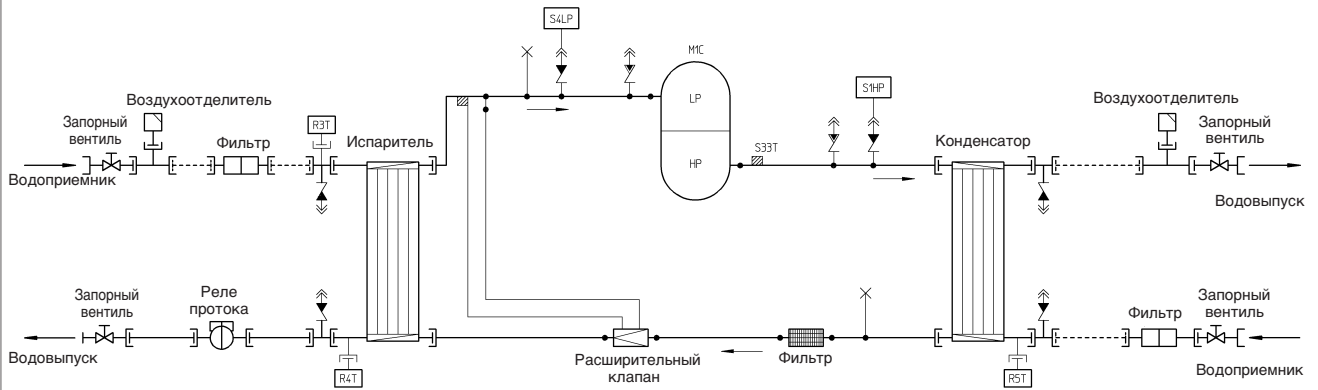 S4LP
M1C
LP
HP
S1HP
S33T
Воздухоотделитель
Запорный
вентиль
Фильтр
R3T
Испаритель
Водоприемник
Конденсатор
Воздухоотделитель
Запорный
вентиль
Водовыпуск
Запорный
вентиль
Реле
протока
Водовыпуск
R4T
Расширительный
клапан
Фильтр
R5T
Фильтр
Запорный
вентиль
Водоприемник